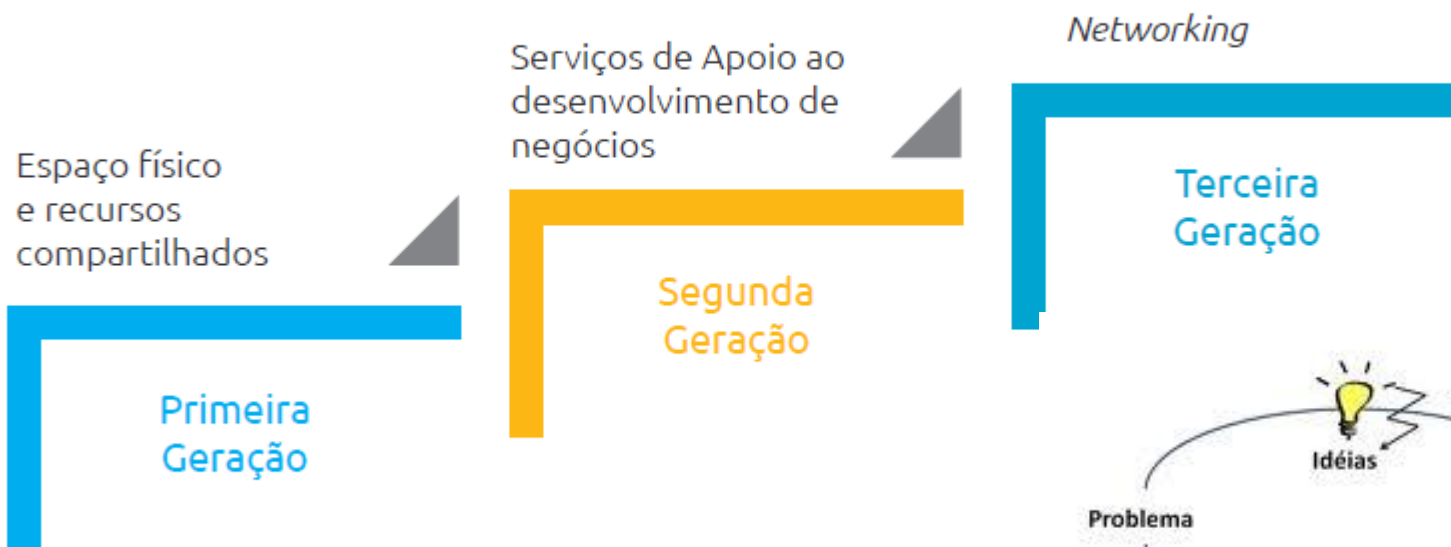 Espaço físico
e recursos
compartilhados
Primeira
Geração
Serviços de Apoio ao
desenvolvimento de
negócios
Segunda
Geração
Networking
Terceira
Geração
Idéias
Problema